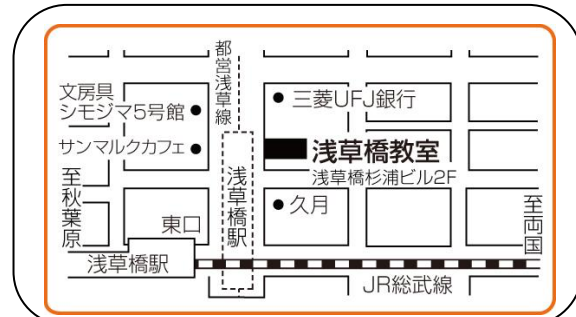 都営浅草線
文房具
シモジマ5号館
三菱UFJ銀行
サンマルクカフェ
浅草橋教室
浅草橋杉浦ビル2F
至秋葉原
東口
浅草橋駅
久月
至両国
浅草橋駅
JR総武線